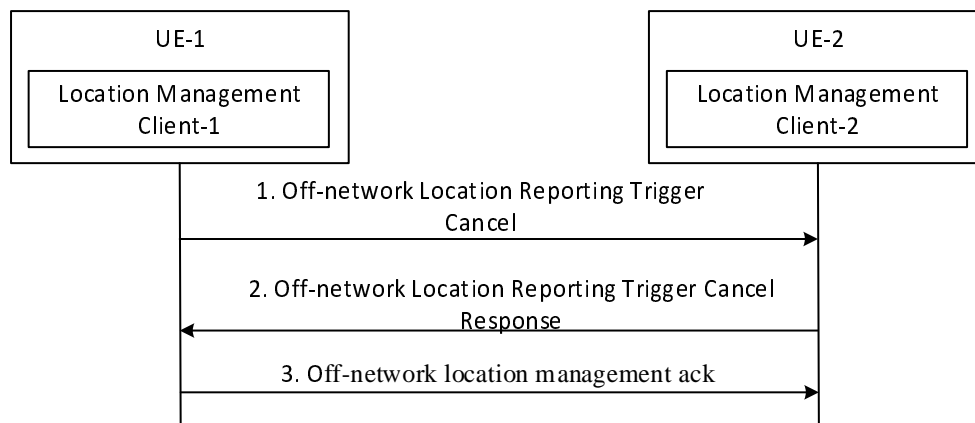 UE-1
Location Management
Client-1
UE-2
Location Management
Client-2
1. Off-network Location Reporting Trigger
Cancel
2. Off-network Location Reporting Trigger Cancel
Response
3. Off-network location management ack